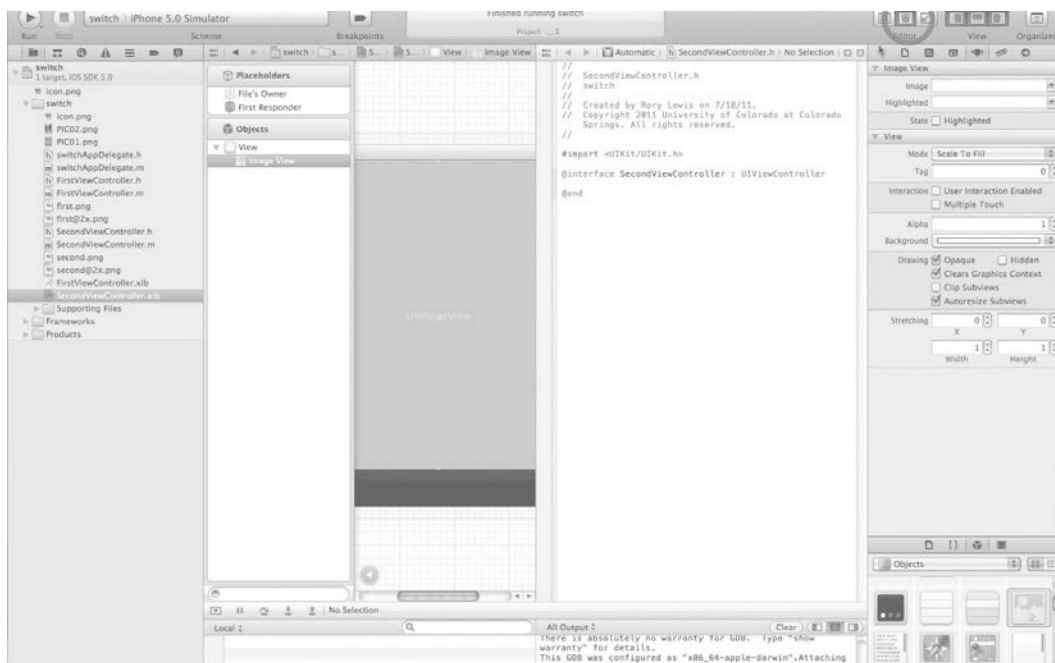 switch
iPhone 5.0 Simulator
Finished running switch
Run
Stop
Scheme
Breakpoints
Project
1
Editor
View
Organizer
switch
1 target, iOS SDK 5.0
icon.png
switch
icon.png
PIC02.png
PIC01.png
switchAppDelegate.h
switchAppDelegate.m
FirstViewController.h
FirstViewController.m
first.png
first@2x.png
SecondViewController.h
SecondViewController.m
second.png
second@2x.png
FirstViewController.xib
SecondViewController.xib
Supporting Files
Frameworks
Products
switch
s...
S...
S...
View
Image View
Placeholders
File's Owner
First Responder
Objects
View
Image View
UIImageView
Automatic
SecondViewController.h
No Selection
//
// SecondViewController.h
// switch
//
// Created by Rory Lewis on 7/18/11.
// Copyright 2011 University of Colorado at Colorado
Springs. All rights reserved.
//
#import <UIKit/UIKit.h>
@interface SecondViewController : UIViewController
@end
Image View
Image
Highlighted
State Highlighted
View
Mode Scale To Fill
Tag 0
Interaction User Interaction Enabled
Multiple Touch
Alpha 1
Background
Drawing Opaque Hidden
Clears Graphics Context
Clip Subviews
Autoresize Subviews
Stretching 0 0
X Y
1 1
Width Height
Objects
No Selection
Local
All Output
Clear
There is absolutely no warranty for GDB. Type "show
warranty" for details.
This GDB was configured as "x86_64-apple-darwin".Attaching